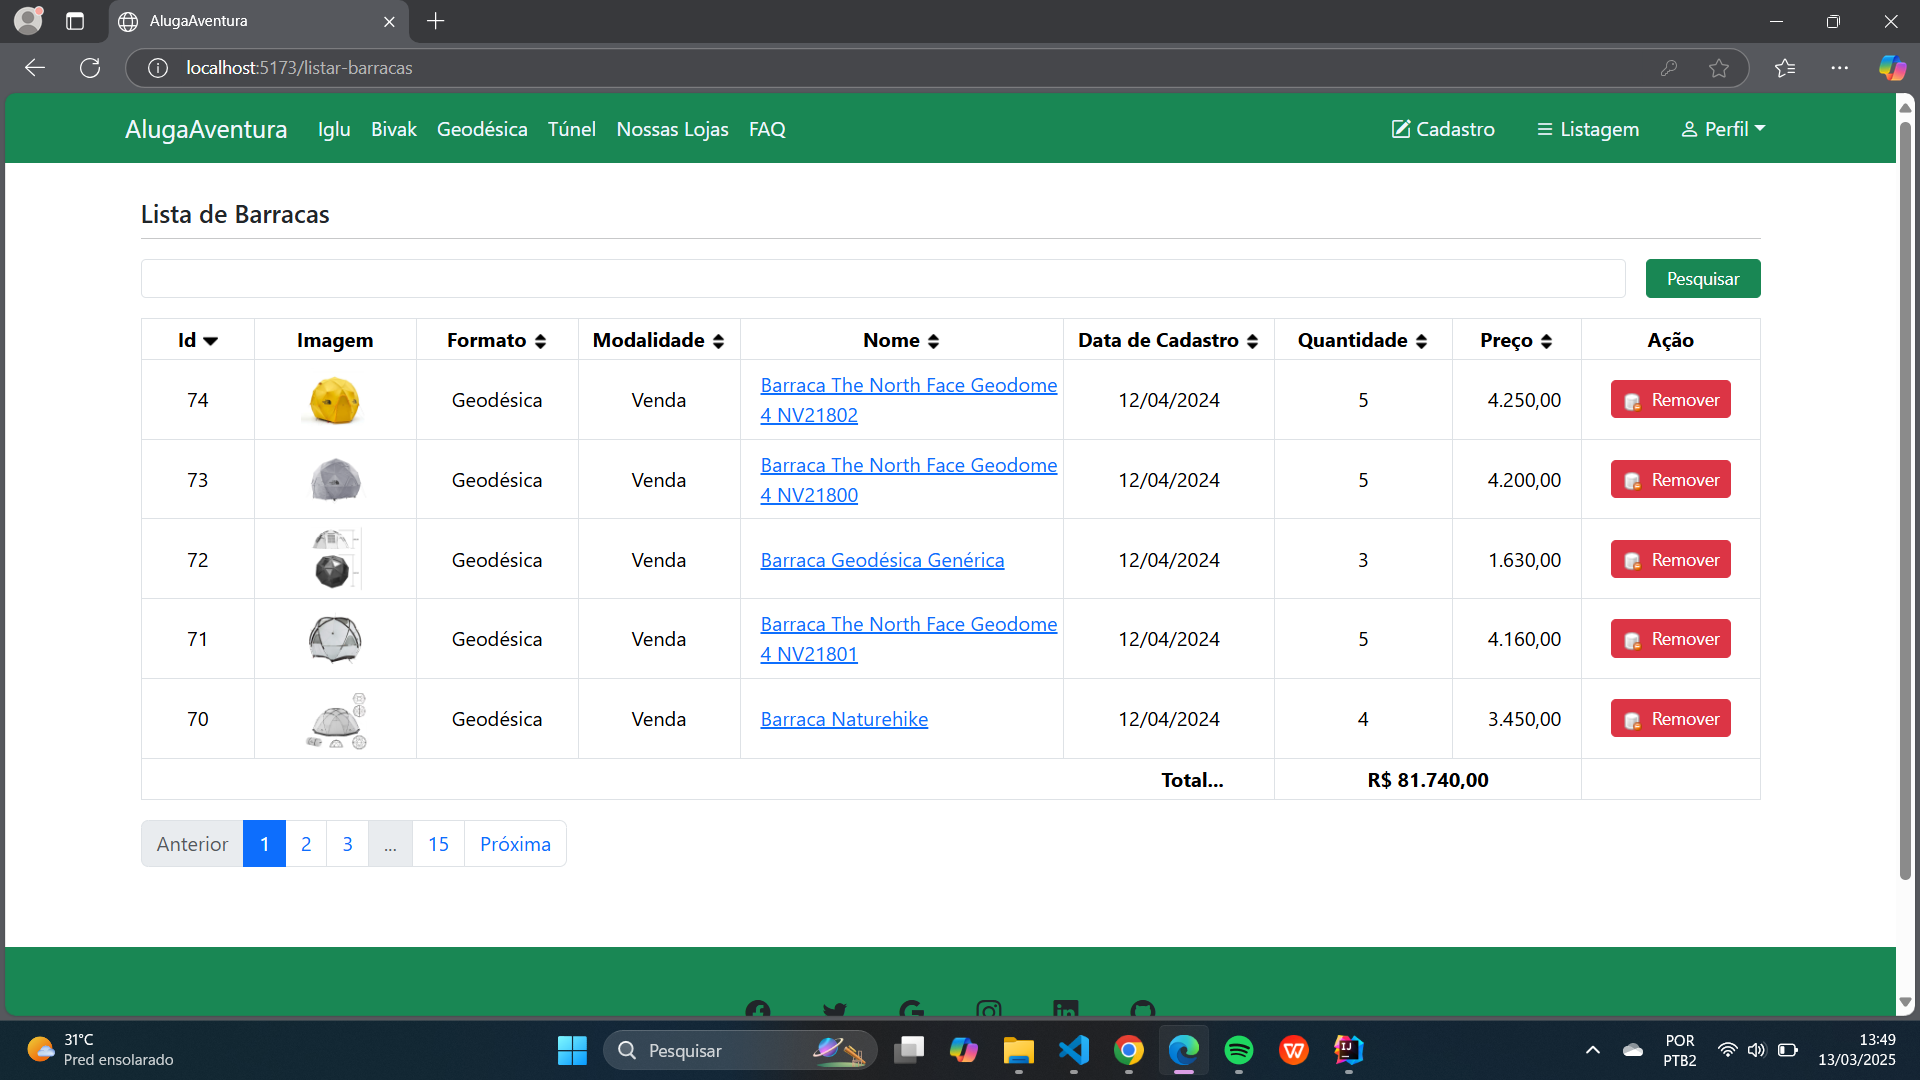 AlugaAventura
localhost:5173/listar-barracas
AlugaAventura Iglu Bivak Geodésica Túnel Nossas Lojas FAQ Cadastro Listagem Perfil
Lista de Barracas
Pesquisar
Id Imagem Formato Modalidade Nome Data de Cadastro Quantidade Preço Ação
74 Geodésica Venda Barraca The North Face Geodome 4 NV21802 12/04/2024 5 4.250,00 Remover
73 Geodésica Venda Barraca The North Face Geodome 4 NV21800 12/04/2024 5 4.200,00 Remover
72 Geodésica Venda Barraca Geodésica Genérica 12/04/2024 3 1.630,00 Remover
71 Geodésica Venda Barraca The North Face Geodome 4 NV21801 12/04/2024 5 4.160,00 Remover
70 Geodésica Venda Barraca Naturehike 12/04/2024 4 3.450,00 Remover
Total... R$ 81.740,00
Anterior 1 2 3 ... 15 Próxima
31°C
Pred ensolarado
Pesquisar
POR
PTB2
13:49
13/03/2025